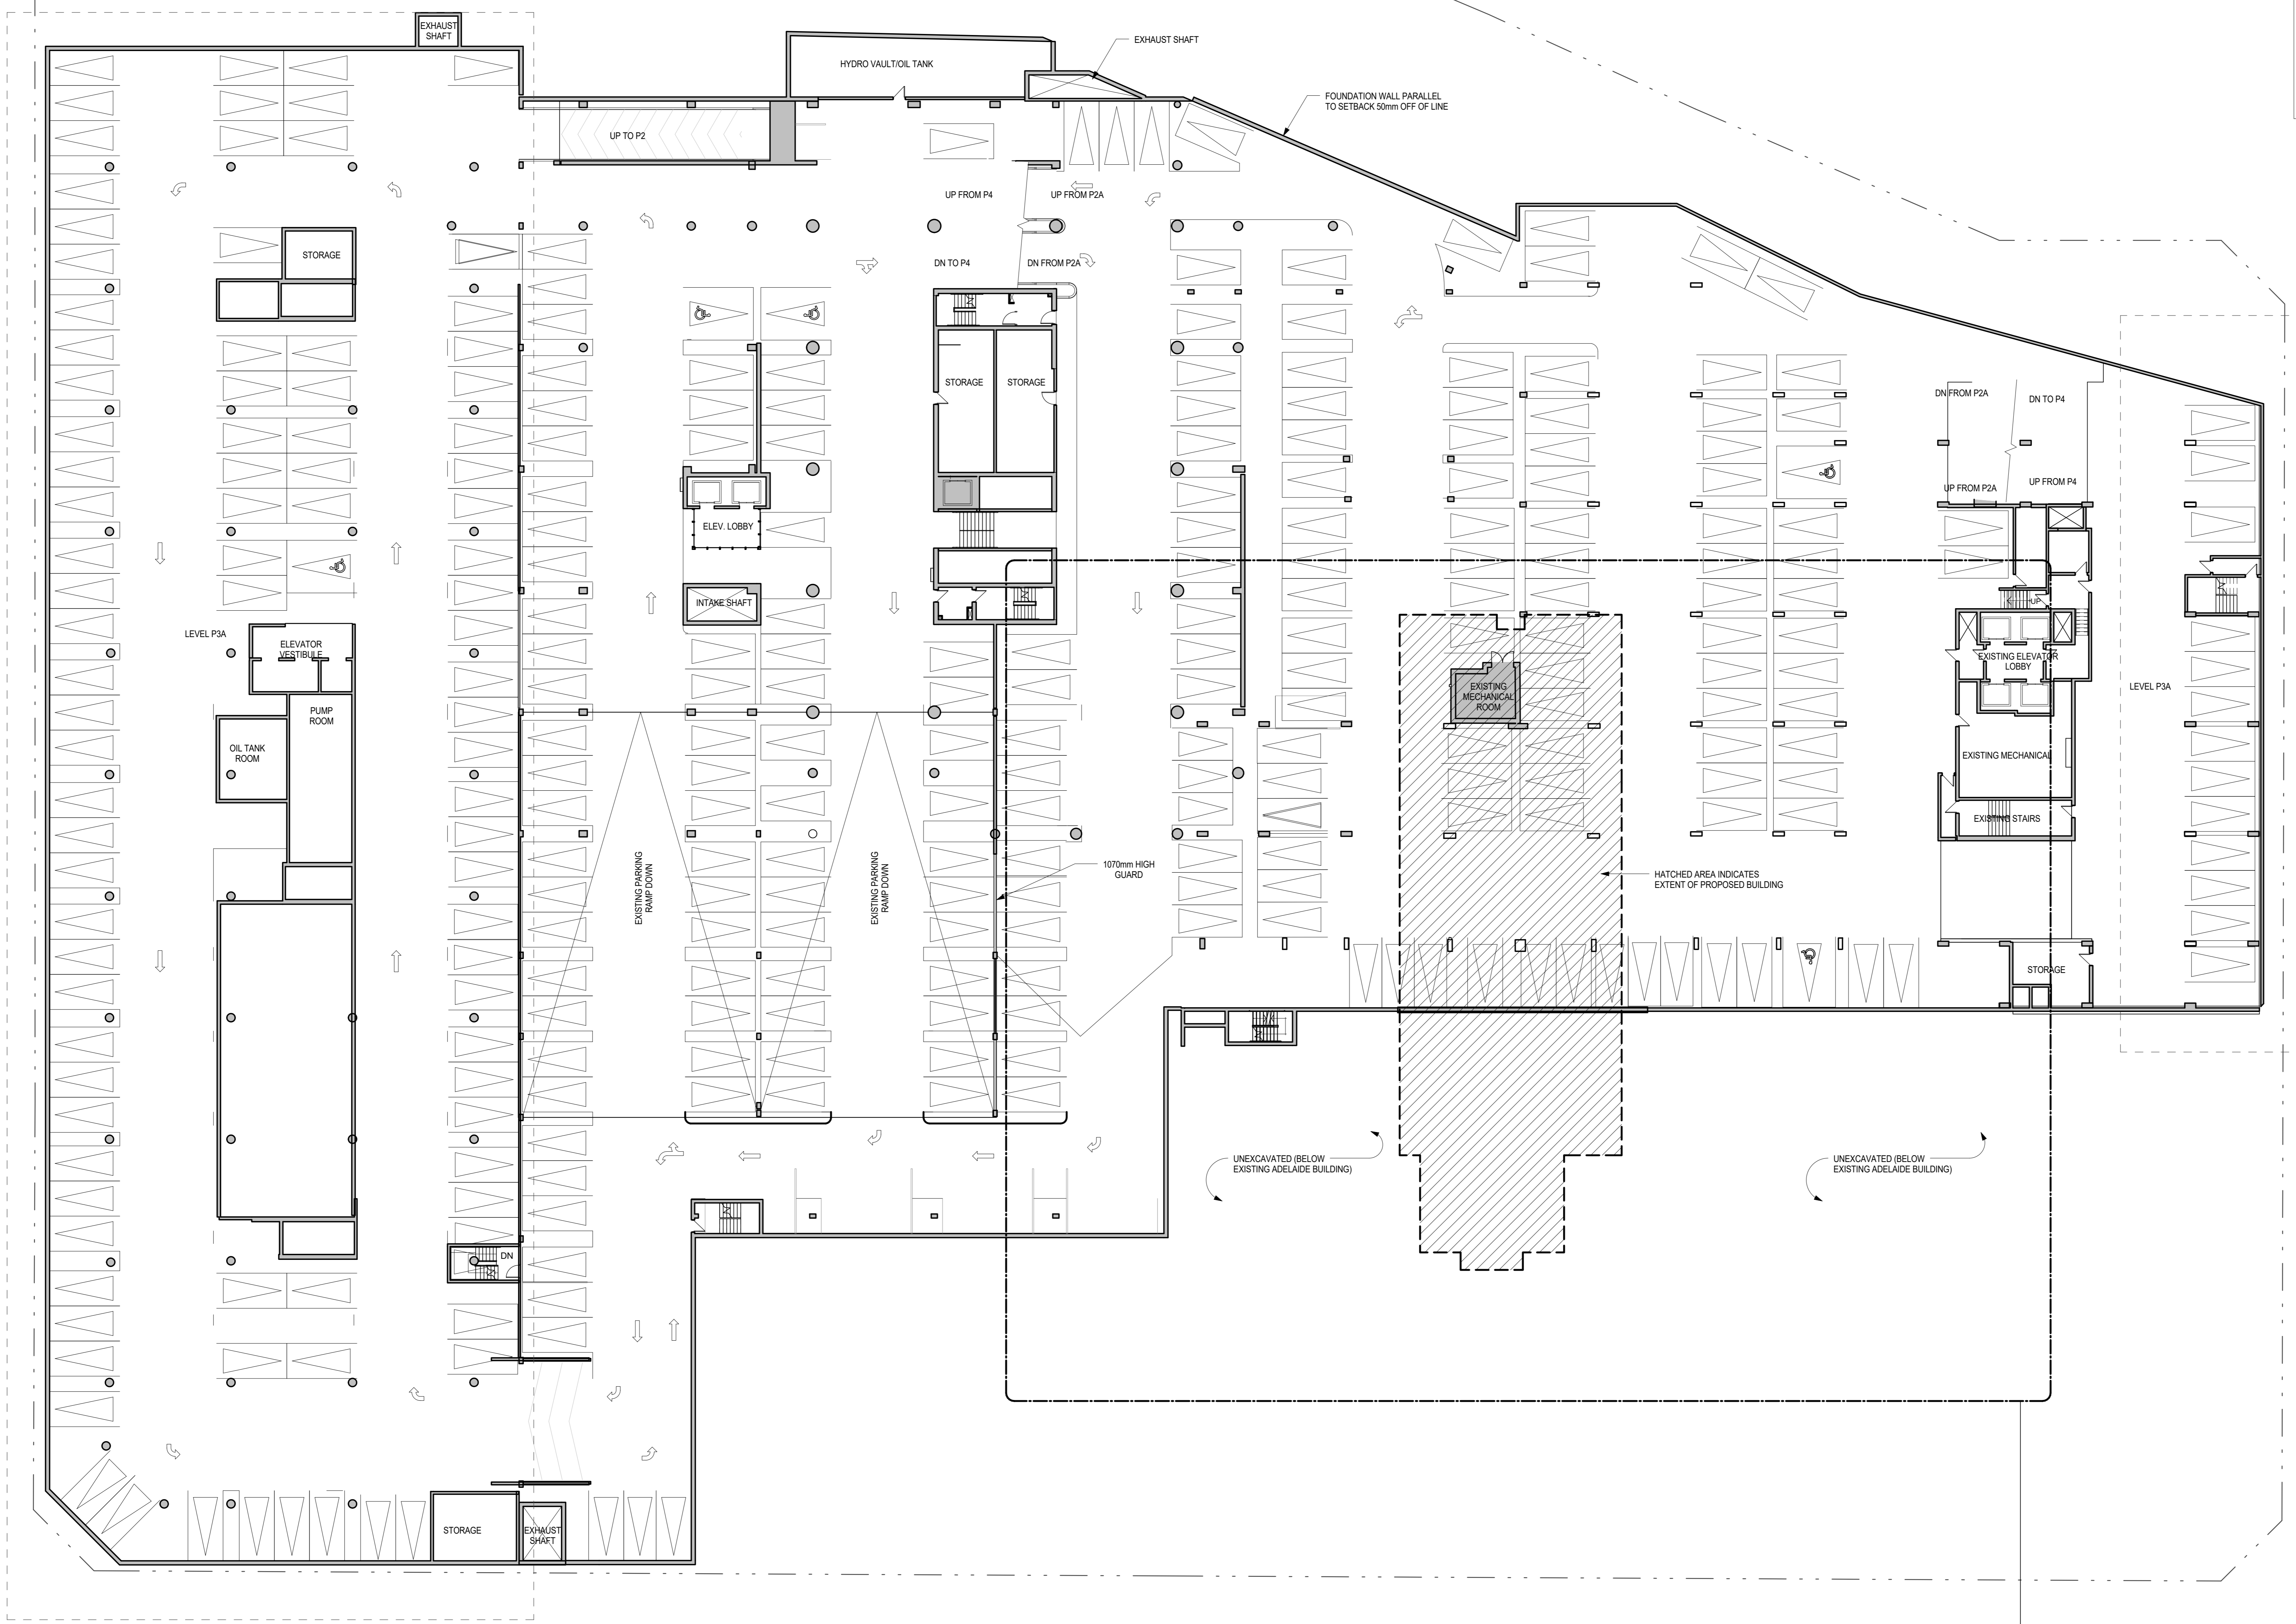 EXHAUST
SHAFT
EXHAUST SHAFT
HYDRO VAULT/OIL TANK
FOUNDATION WALL PARALLEL
TO SETBACK 50mm OFF OF LINE
UP TO P2
UP FROM P4
UP FROM P2A
STORAGE
DN TO P4
DN FROM P2A
STORAGE
STORAGE
DN FROM P2A
DN TO P4
UP FROM P2A
UP FROM P4
ELEV. LOBBY
INTAKE SHAFT
UP
LEVEL P3A
ELEVATOR
VESTIBULE
EXISTING ELEVATOR
LOBBY
LEVEL P3A
EXISTING
MECHANICAL
ROOM
PUMP
ROOM
OIL TANK
ROOM
EXISTING MECHANICAL
EXISTING STAIRS
EXISTING PARKING
RAMP DOWN
EXISTING PARKING
RAMP DOWN
1070mm HIGH
GUARD
HATCHED AREA INDICATES
EXTENT OF PROPOSED BUILDING
STORAGE
UNEXCAVATED (BELOW
EXISTING ADELAIDE BUILDING)
UNEXCAVATED (BELOW
EXISTING ADELAIDE BUILDING)
DN
STORAGE
EXHAUST
SHAFT